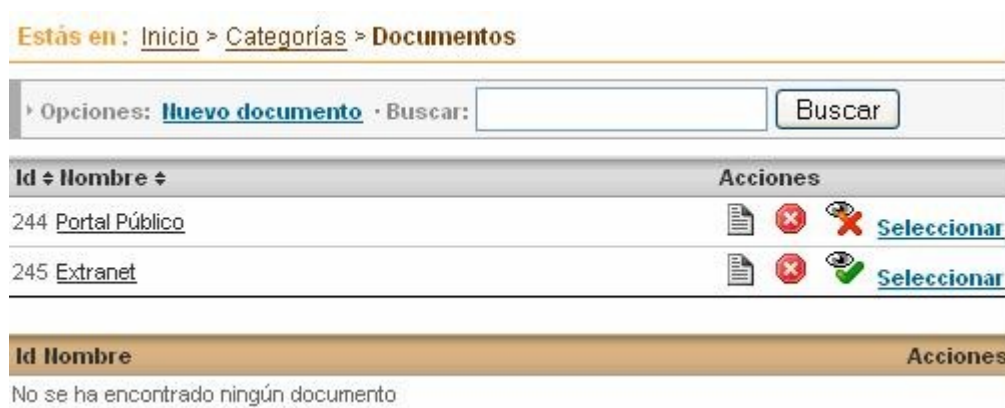 Estás en : Inicio > Categorías > Documentos
Opciones: Nuevo documento · Buscar: Buscar
Id Nombre Acciones
244 Portal Público Seleccionar
245 Extranet Seleccionar
Id Nombre Acciones
No se ha encontrado ningún documento